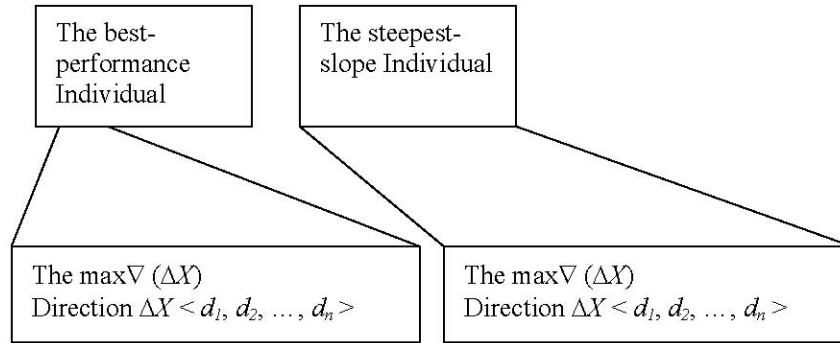 The best-
performance
Individual
The steepest-
slope Individual
The max∇ (ΔX)
Direction ΔX < d₁, d₂, …, dₙ >
The max∇ (ΔX)
Direction ΔX < d₁, d₂, …, dₙ >